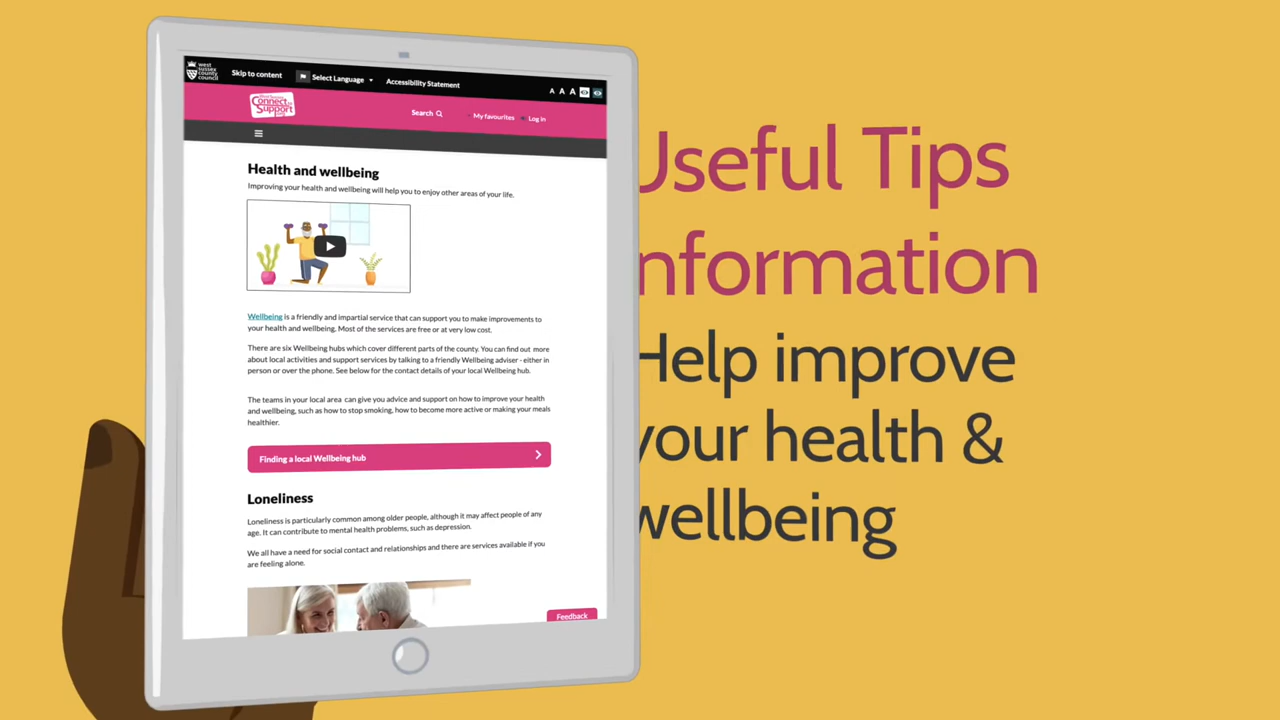 west
sussex
county
council
Skip to content
Select Language
Accessibility Statement
A A A
Connect to
Support
Search
My favourites
Log in
Health and wellbeing
Improving your health and wellbeing will help you to enjoy other areas of your life.
Wellbeing is a friendly and impartial service that can support you to make improvements to
your health and wellbeing. Most of the services are free or at very low cost.
There are six Wellbeing hubs which cover different parts of the county. You can find out more
about local activities and support services by talking to a friendly Wellbeing adviser - either in
person or over the phone. See below for the contact details of your local Wellbeing hub.
The teams in your local area can give you advice and support on how to improve your health
and wellbeing, such as how to stop smoking, how to become more active or making your meals
healthier.
Finding a local Wellbeing hub
Loneliness
Loneliness is particularly common among older people, although it may affect people of any
age. It can contribute to mental health problems, such as depression.
We all have a need for social contact and relationships and there are services available if you
are feeling alone.
Feedback
Useful Tips
nformation
Help improve
your health &
wellbeing